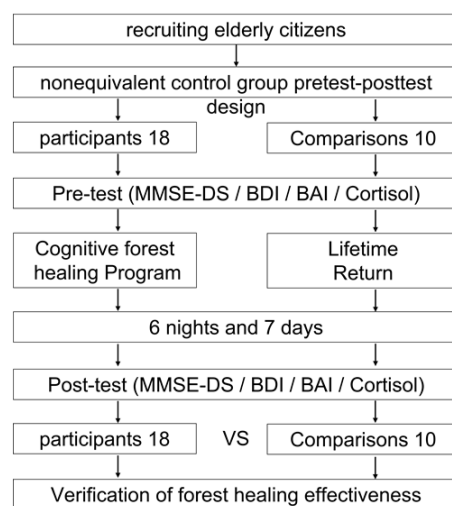 recruiting elderly citizens
nonequivalent control group pretest-posttest
design
participants 18
Comparisons 10
Pre-test (MMSE-DS / BDI / BAI / Cortisol)
Cognitive forest
healing Program
Lifetime
Return
6 nights and 7 days
Post-test (MMSE-DS / BDI / BAI / Cortisol)
participants 18
VS
Comparisons 10
Verification of forest healing effectiveness